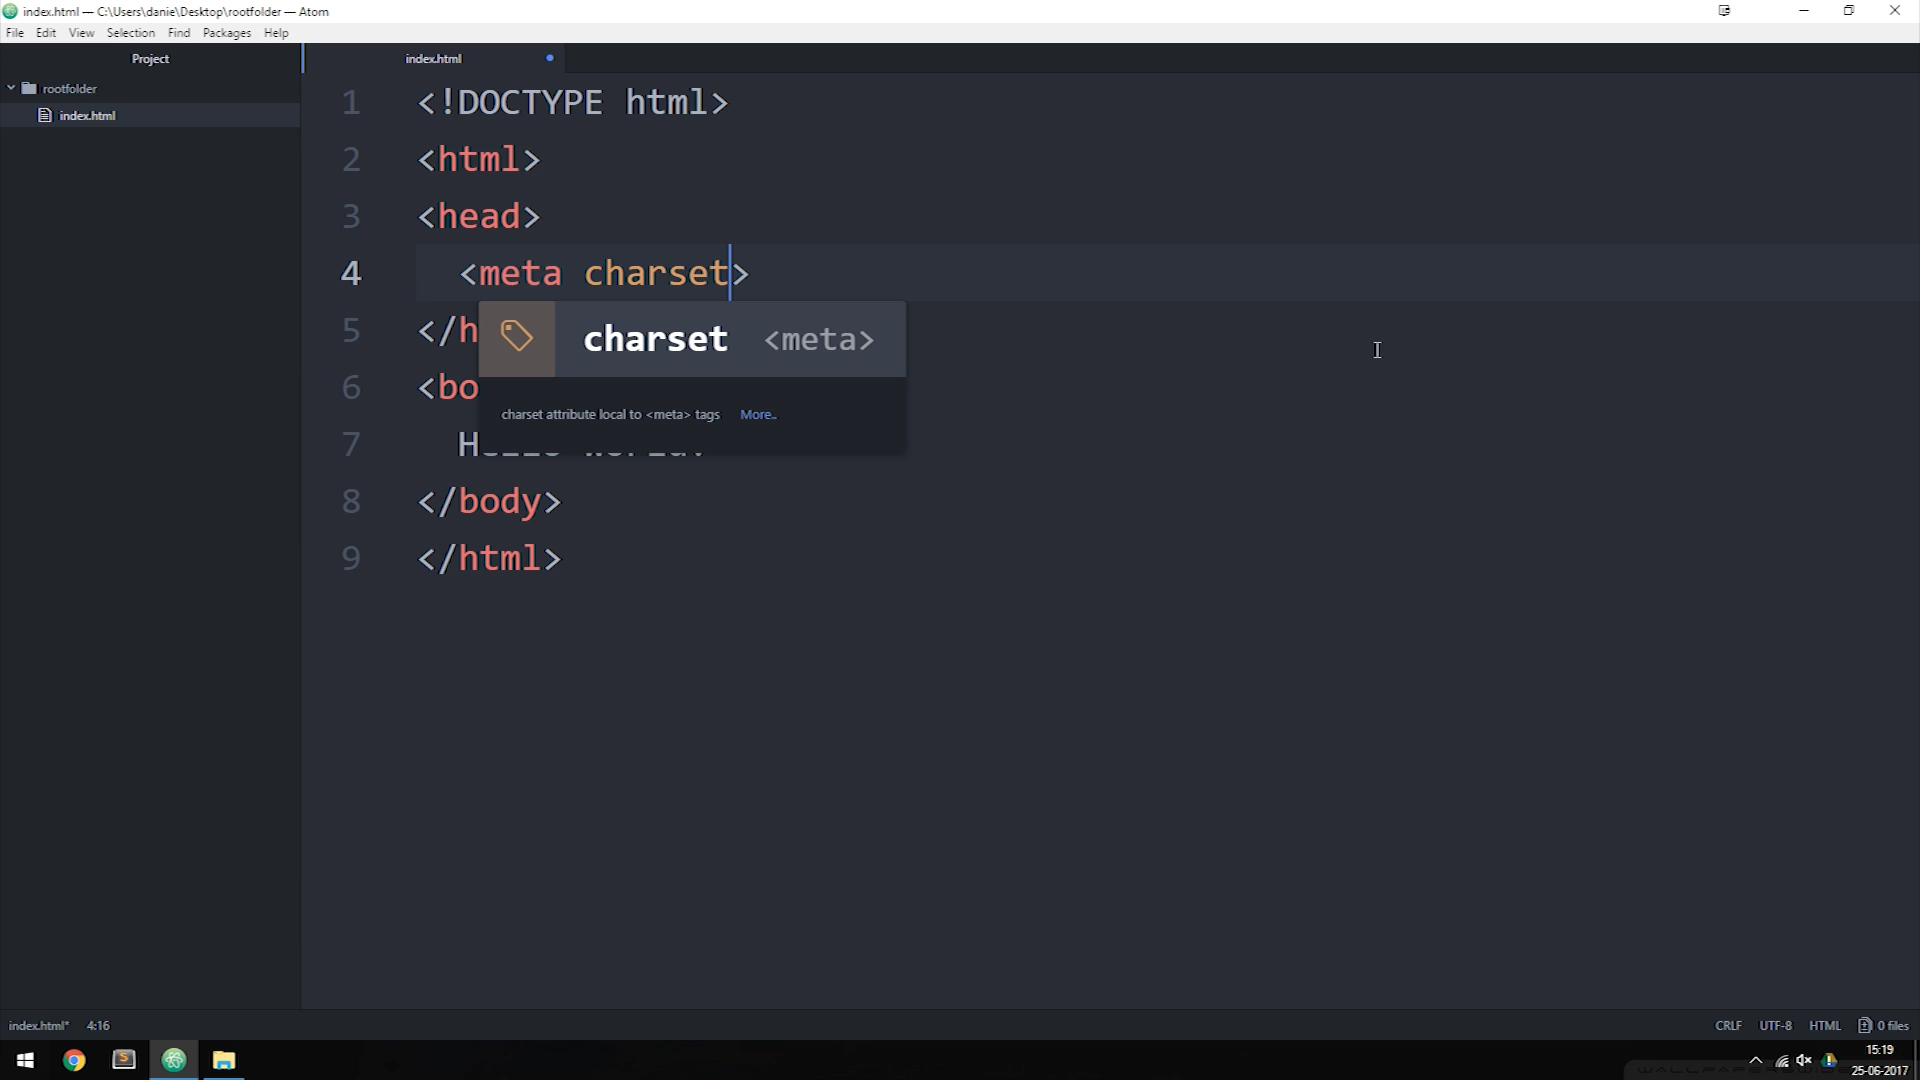 index.html — C:\Users\danie\Desktop\rootfolder — Atom
File Edit View Selection Find Packages Help
Project
index.html
rootfolder
index.html
1 <!DOCTYPE html>
2 <html>
3 <head>
4 <meta charset>
5 </h
charset <meta>
6 <bo
charset attribute local to <meta> tags More..
7 H
8 </body>
9 </html>
index.html* 4:16
CRLF UTF-8 HTML 0 files
15:19
25-06-2017